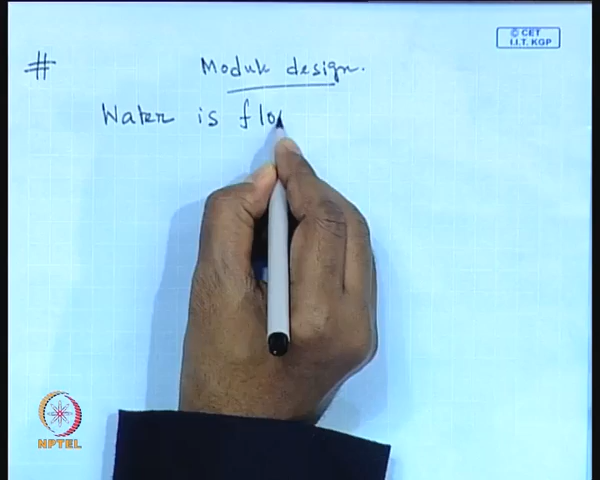 © CET
I.I.T. KGP
# Module design.
Water is flo
NPTEL